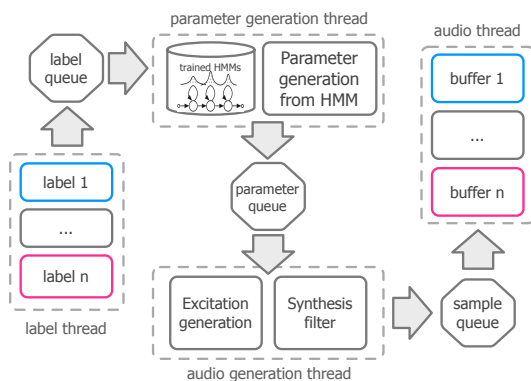 parameter generation thread
label
queue
trained HMMs
Parameter
generation
from HMM
audio thread
buffer 1
...
buffer n
label 1
...
label n
label thread
parameter
queue
Excitation
generation
Synthesis
filter
audio generation thread
sample
queue